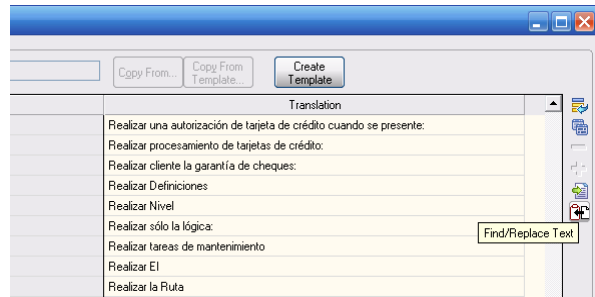 Copy From...
Copy From
Template...
Create
Template
Translation
Realizar una autorización de tarjeta de crédito cuando se presente:
Realizar procesamiento de tarjetas de crédito:
Realizar cliente la garantía de cheques:
Realizar Definiciones
Realizar Nivel
Realizar sólo la lógica:
Find/Replace Text
Realizar tareas de mantenimiento
Realizar El
Realizar la Ruta